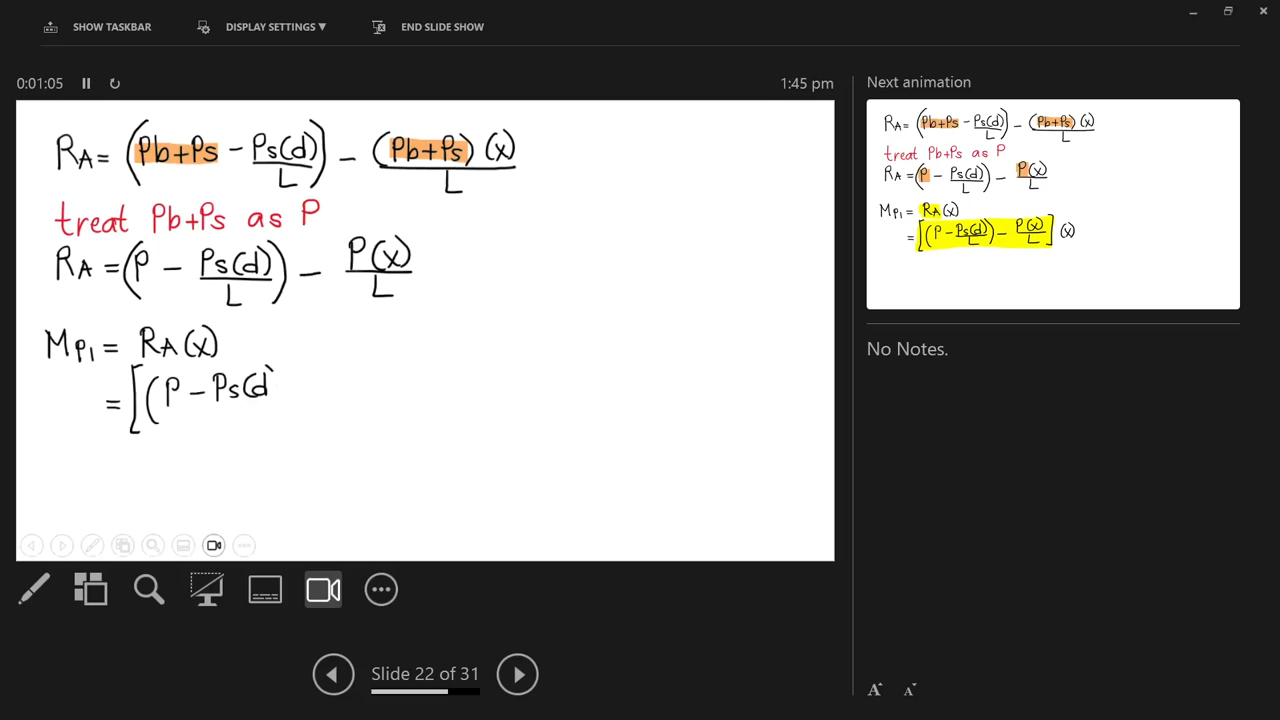 SHOW TASKBAR DISPLAY SETTINGS ▼ END SLIDE SHOW
0:01:05 1:45 pm
RA = (Pb+Ps - Ps(d)/L) - (Pb+Ps)(x)/L
treat Pb+Ps as P
RA = (P - Ps(d)/L) - P(x)/L
MP1 = RA(x)
= [(P - Ps(d)
Slide 22 of 31
Next animation
RA = (Pb+Ps - Ps(d)/L) - (Pb+Ps)(x)/L
treat Pb+Ps as P
RA = (P - Ps(d)/L) - P(x)/L
MP1 = RA(x)
= [(P - Ps(d)/L) - P(x)/L] (x)
No Notes.
A A